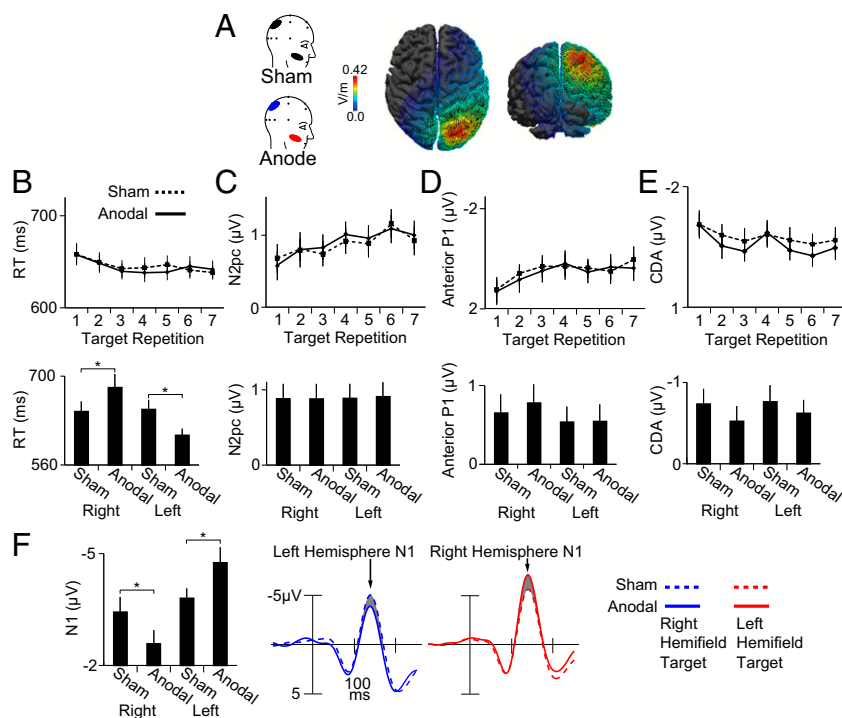 A
Sham
Anode
0.42
V/m
0.0
B
Sham
Anodal
700
RT (ms)
600
1 2 3 4 5 6 7
Target Repetition
C
1
N2pc (µV)
0
1 2 3 4 5 6 7
Target Repetition
D
-2
Anterior P1 (µV)
2
1 2 3 4 5 6 7
Target Repetition
E
-2
CDA (µV)
1
1 2 3 4 5 6 7
Target Repetition
700
RT (ms)
560
* *
Sham Anodal Sham Anodal
Right Left
1
N2pc (µV)
0
Sham Anodal Sham Anodal
Right Left
1
Anterior P1 (µV)
0
Sham Anodal Sham Anodal
Right Left
-1
CDA (µV)
0
Sham Anodal Sham Anodal
Right Left
F
-5
N1 (µV)
-2
* *
Sham Anodal Sham Anodal
Right Left
Left Hemisphere N1
-5µV
5
100
ms
Right Hemisphere N1
Sham
Anodal
Right
Hemifield
Target
Left
Hemifield
Target